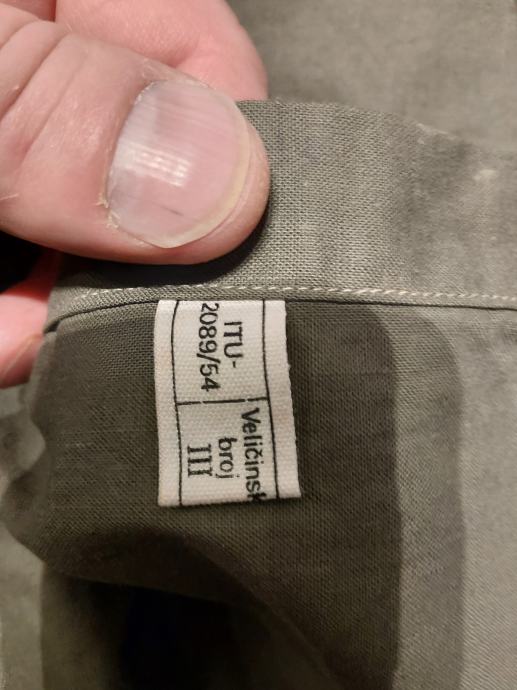 ITU-
2089/54
Veličinsk
broj
III